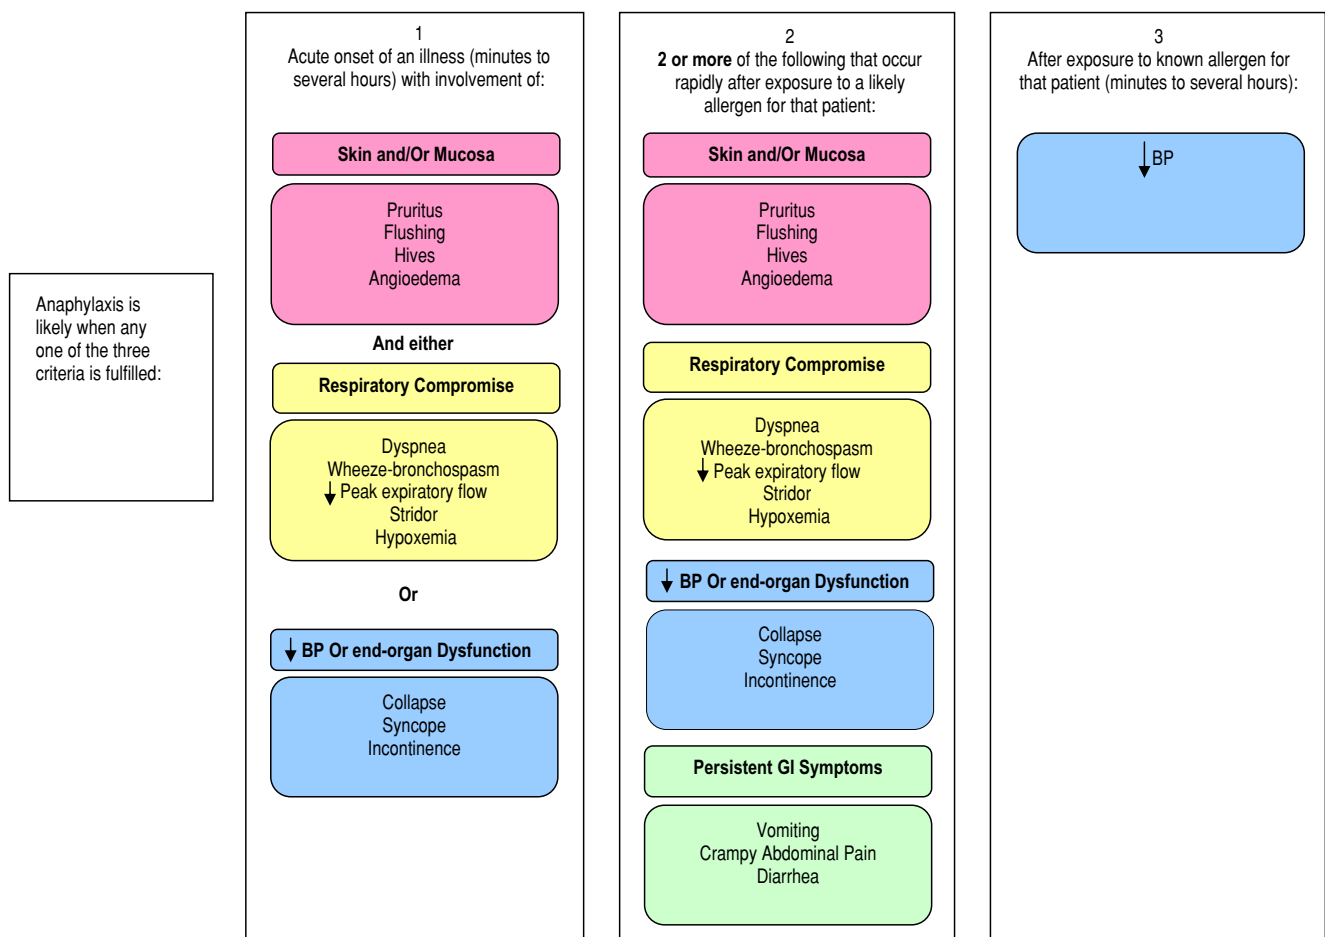 Anaphylaxis is
likely when any
one of the three
criteria is fulfilled:
1
Acute onset of an illness (minutes to
several hours) with involvement of:
Skin and/Or Mucosa
Pruritus
Flushing
Hives
Angioedema
And either
Respiratory Compromise
Dyspnea
Wheeze-bronchospasm
↓ Peak expiratory flow
Stridor
Hypoxemia
Or
↓ BP Or end-organ Dysfunction
Collapse
Syncope
Incontinence
2
2 or more of the following that occur
rapidly after exposure to a likely
allergen for that patient:
Skin and/Or Mucosa
Pruritus
Flushing
Hives
Angioedema
Respiratory Compromise
Dyspnea
Wheeze-bronchospasm
↓ Peak expiratory flow
Stridor
Hypoxemia
↓ BP Or end-organ Dysfunction
Collapse
Syncope
Incontinence
Persistent GI Symptoms
Vomiting
Crampy Abdominal Pain
Diarrhea
3
After exposure to known allergen for
that patient (minutes to several hours):
↓ BP